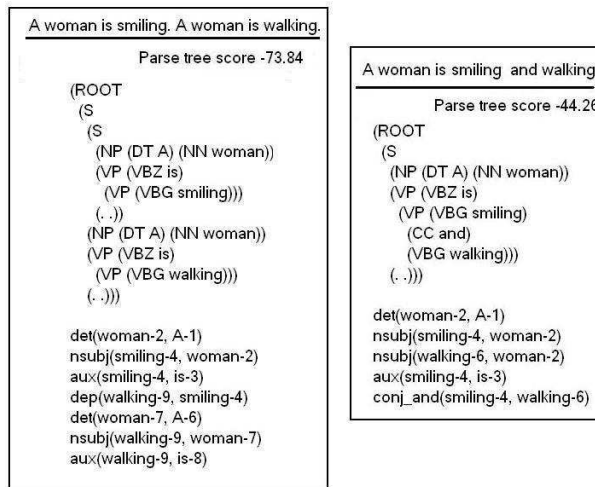 A woman is smiling. A woman is walking.
Parse tree score -73.84
(ROOT
(S
(S
(NP (DT A) (NN woman))
(VP (VBZ is)
(VP (VBG smiling)))
(. .))
(NP (DT A) (NN woman))
(VP (VBZ is)
(VP (VBG walking)))
(. .)))
det(woman-2, A-1)
nsubj(smiling-4, woman-2)
aux(smiling-4, is-3)
dep(walking-9, smiling-4)
det(woman-7, A-6)
nsubj(walking-9, woman-7)
aux(walking-9, is-8)
A woman is smiling and walking
Parse tree score -44.26
(ROOT
(S
(NP (DT A) (NN woman))
(VP (VBZ is)
(VP (VBG smiling)
(CC and)
(VBG walking)))
(. .)))
det(woman-2, A-1)
nsubj(smiling-4, woman-2)
nsubj(walking-6, woman-2)
aux(smiling-4, is-3)
conj_and(smiling-4, walking-6)